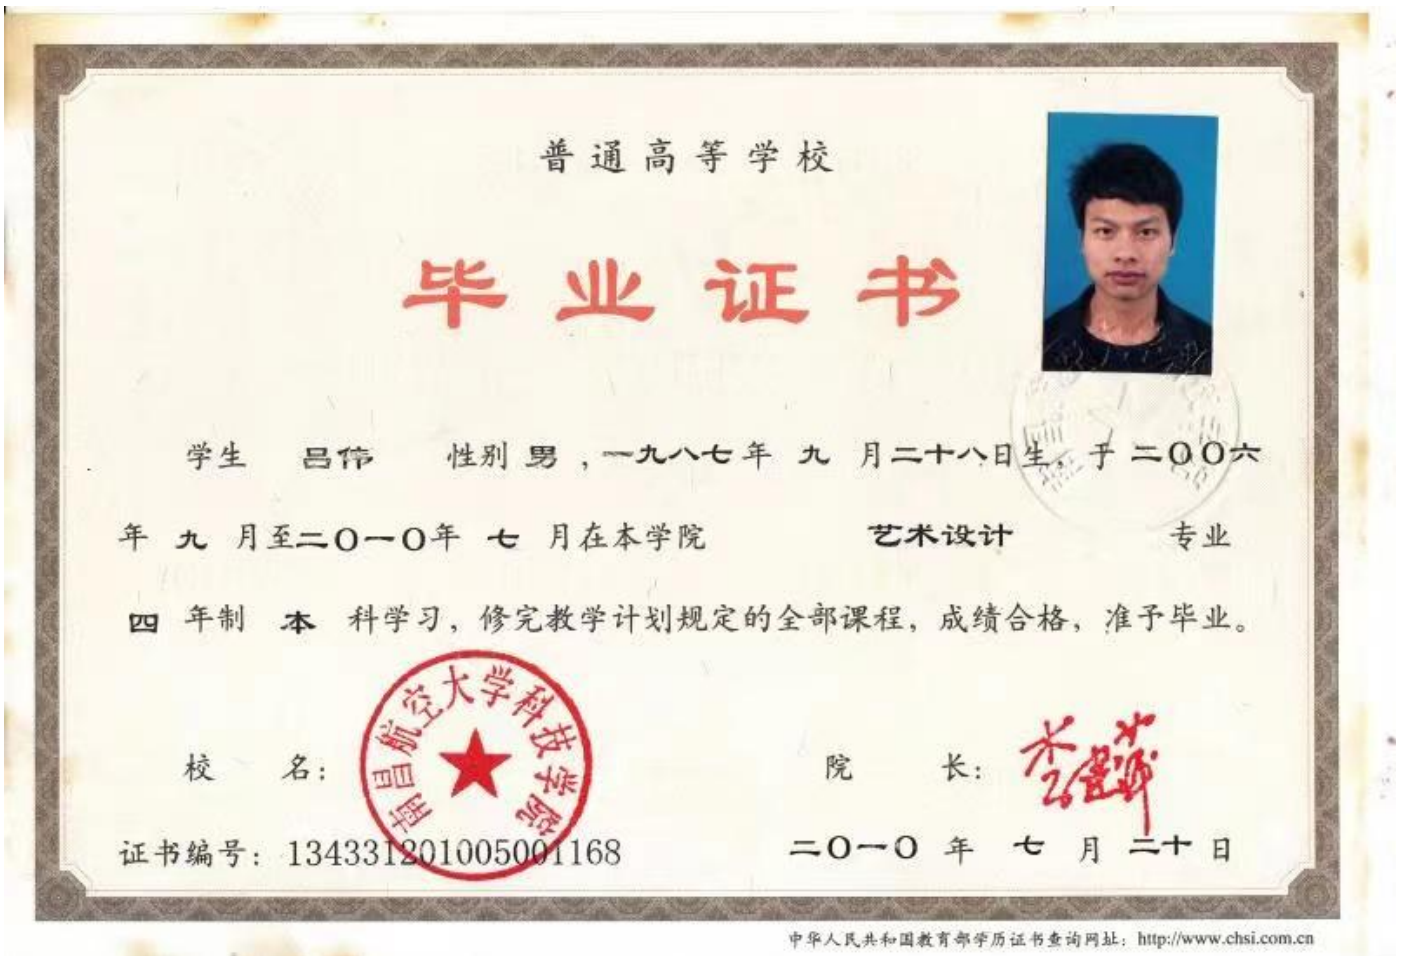 普通高等学校
毕业证书
学生 吕伟 性别 男，一九八七年 九 月二十八日生，于二〇〇六
年 九 月至二〇一〇年 七 月在本学院 艺术设计 专业
四 年制 本 科学习，修完教学计划规定的全部课程，成绩合格，准予毕业。
南昌航空大学科技学院
校 名： 院 长：
证书编号：134331201005001168 二〇一〇 年 七 月 二十 日
中华人民共和国教育部学历证书查询网址：http://www.chsi.com.cn